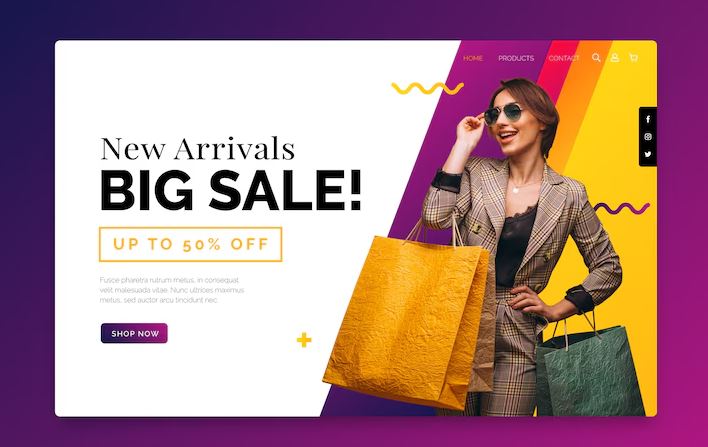 HOME PRODUCTS CONTACT
New Arrivals
BIG SALE!
UP TO 50% OFF
Fusce pharetra rutrum metus, in consequat
velit malesuada vitae. Nunc ultrices maximus
metus, sed auctor arcu tincidunt nec.
SHOP NOW